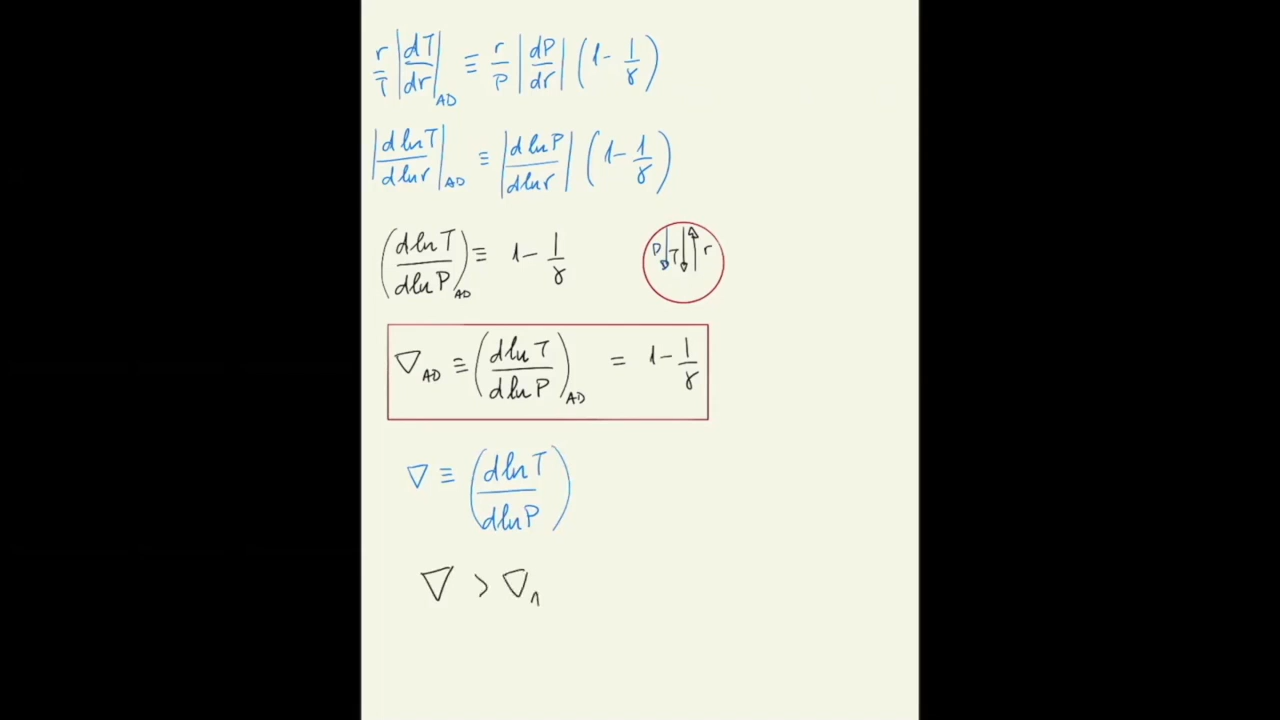 r/T |dT/dr|_AD ≡ r/P |dP/dr| (1 - 1/γ)
|d ln T/d ln r|_AD ≡ |d ln P/d ln r| (1 - 1/γ)
(d ln T/d ln P)_AD ≡ 1 - 1/γ
P T r
∇_AD ≡ (d ln T/d ln P)_AD = 1 - 1/γ
∇ ≡ (d ln T/d ln P)
∇ > ∇